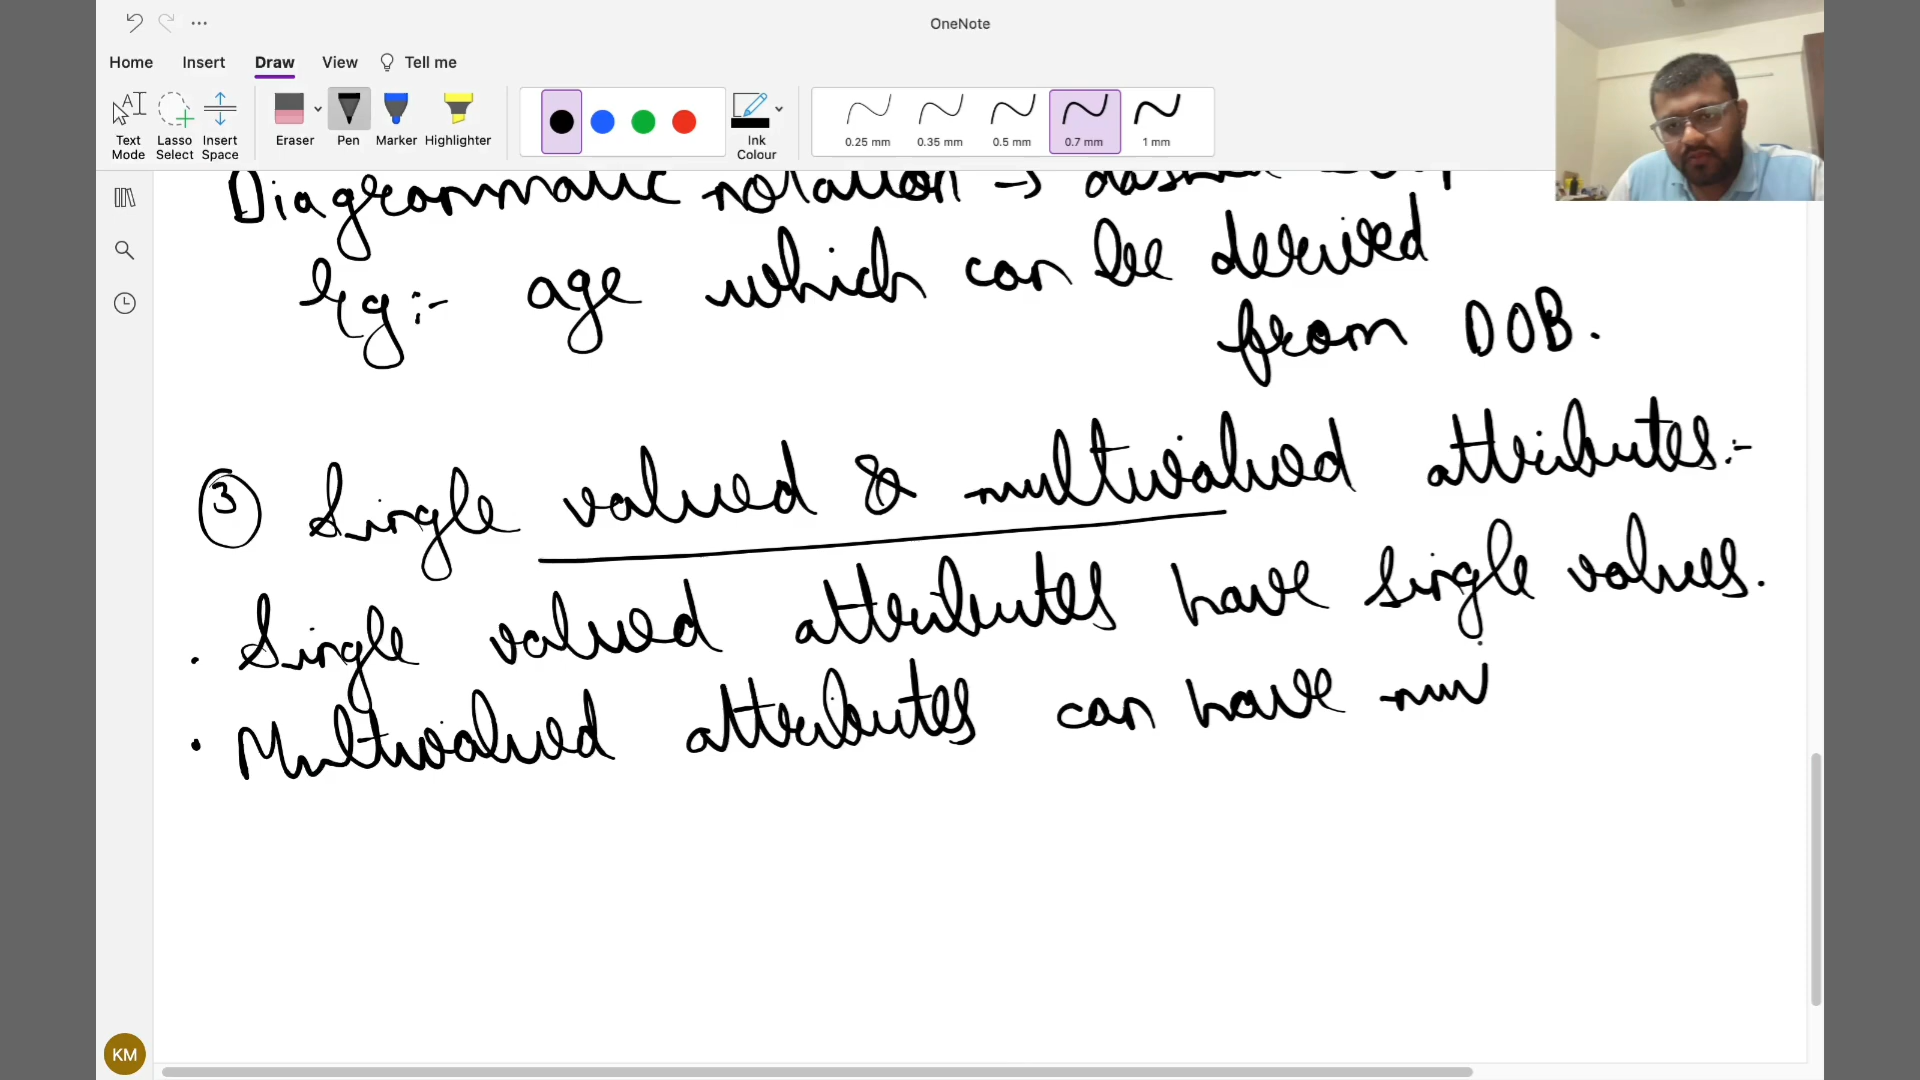 OneNote
Home Insert Draw View Tell me
Text Mode
Lasso Select
Insert Space
Eraser
Pen
Marker
Highlighter
Ink Colour
0.25 mm
0.35 mm
0.5 mm
0.7 mm
1 mm
Diagrammatic notation → dashed
Eg:- age which can be derived
from DOB.
③ Single valued & multivalued attributes:-
• Single valued attributes have single values.
• Multivalued attributes can have mul
KM